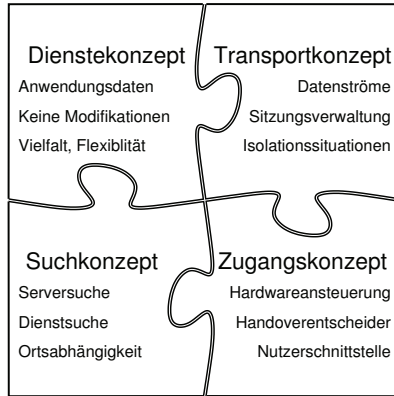 Dienstekonzept
Anwendungsdaten
Keine Modifikationen
Vielfalt, Flexiblität
Transportkonzept
Datenströme
Sitzungsverwaltung
Isolationssituationen
Suchkonzept
Serversuche
Dienstsuche
Ortsabhängigkeit
Zugangskonzept
Hardwareansteuerung
Handoverentscheider
Nutzerschnittstelle